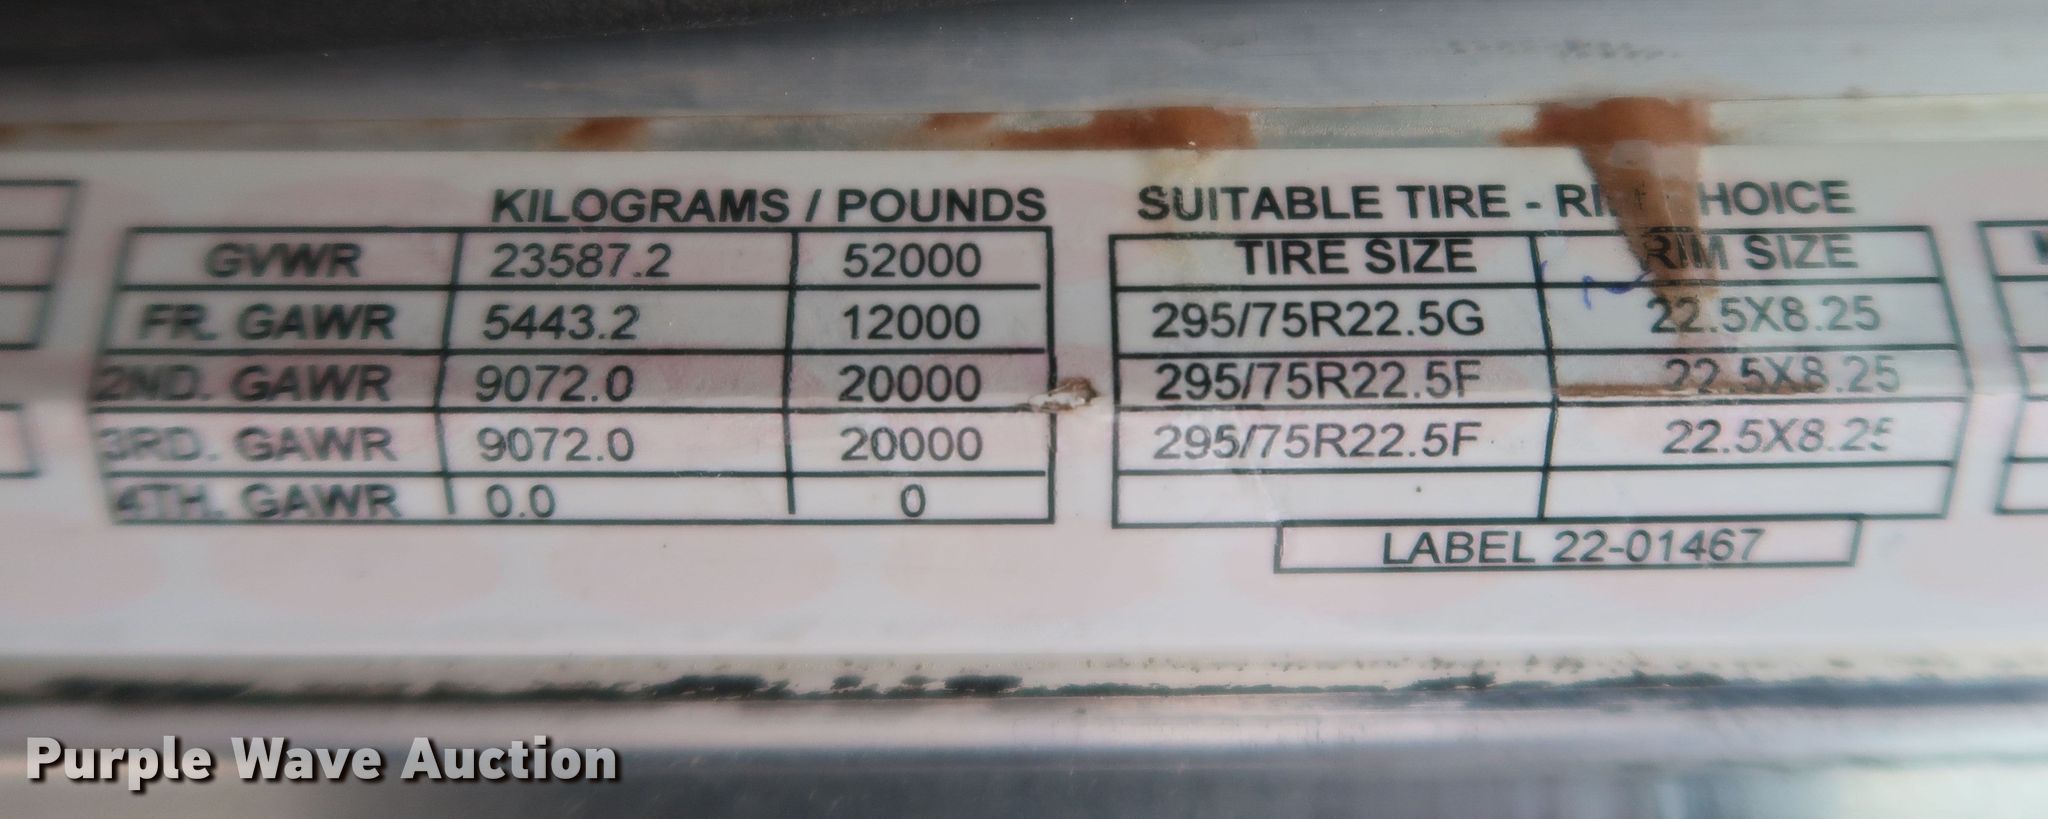 KILOGRAMS / POUNDS
GVWR 23587.2 52000
FR. GAWR 5443.2 12000
2ND. GAWR 9072.0 20000
3RD. GAWR 9072.0 20000
4TH. GAWR 0.0 0
SUITABLE TIRE - HOICE
TIRE SIZE RIM SIZE
295/75R22.5G 22.5X8.25
295/75R22.5F 22.5X8.25
295/75R22.5F 22.5X8.25
LABEL 22-01467
Purple Wave Auction